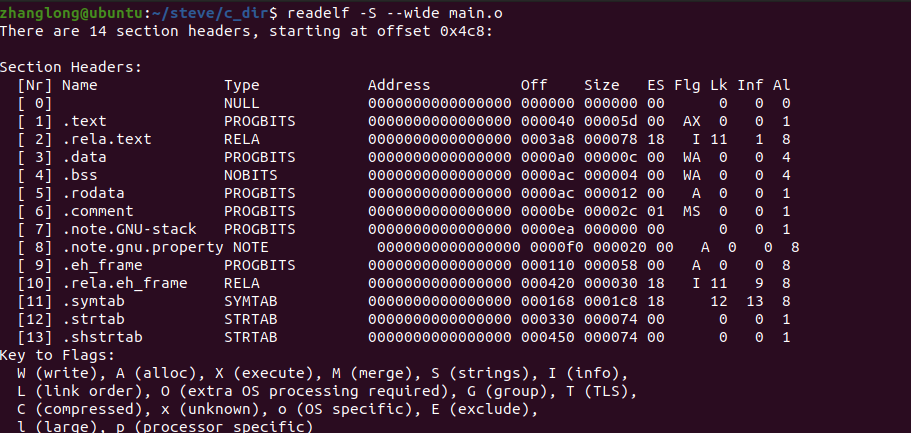 zhanglong@ubuntu:~/steve/c_dir$ readelf -S --wide main.o
There are 14 section headers, starting at offset 0x4c8:

Section Headers:
  [Nr] Name              Type            Address          Off    Size   ES Flg Lk Inf Al
  [ 0]                   NULL            0000000000000000 000000 000000 00      0   0  0
  [ 1] .text             PROGBITS        0000000000000000 000040 00005d 00  AX  0   0  1
  [ 2] .rela.text        RELA            0000000000000000 0003a8 000078 18   I 11   1  8
  [ 3] .data             PROGBITS        0000000000000000 0000a0 00000c 00  WA  0   0  4
  [ 4] .bss              NOBITS          0000000000000000 0000ac 000004 00  WA  0   0  4
  [ 5] .rodata           PROGBITS        0000000000000000 0000ac 000012 00   A  0   0  1
  [ 6] .comment          PROGBITS        0000000000000000 0000be 00002c 01  MS  0   0  1
  [ 7] .note.GNU-stack   PROGBITS        0000000000000000 0000ea 000000 00      0   0  1
  [ 8] .note.gnu.property NOTE            0000000000000000 0000f0 000020 00   A  0   0  8
  [ 9] .eh_frame         PROGBITS        0000000000000000 000110 000058 00   A  0   0  8
  [10] .rela.eh_frame    RELA            0000000000000000 000420 000030 18   I 11   9  8
  [11] .symtab           SYMTAB          0000000000000000 000168 0001c8 18     12  13  8
  [12] .strtab           STRTAB          0000000000000000 000330 000074 00      0   0  1
  [13] .shstrtab         STRTAB          0000000000000000 000450 000074 00      0   0  1
Key to Flags:
  W (write), A (alloc), X (execute), M (merge), S (strings), I (info),
  L (link order), O (extra OS processing required), G (group), T (TLS),
  C (compressed), x (unknown), o (OS specific), E (exclude),
  l (large), p (processor specific)